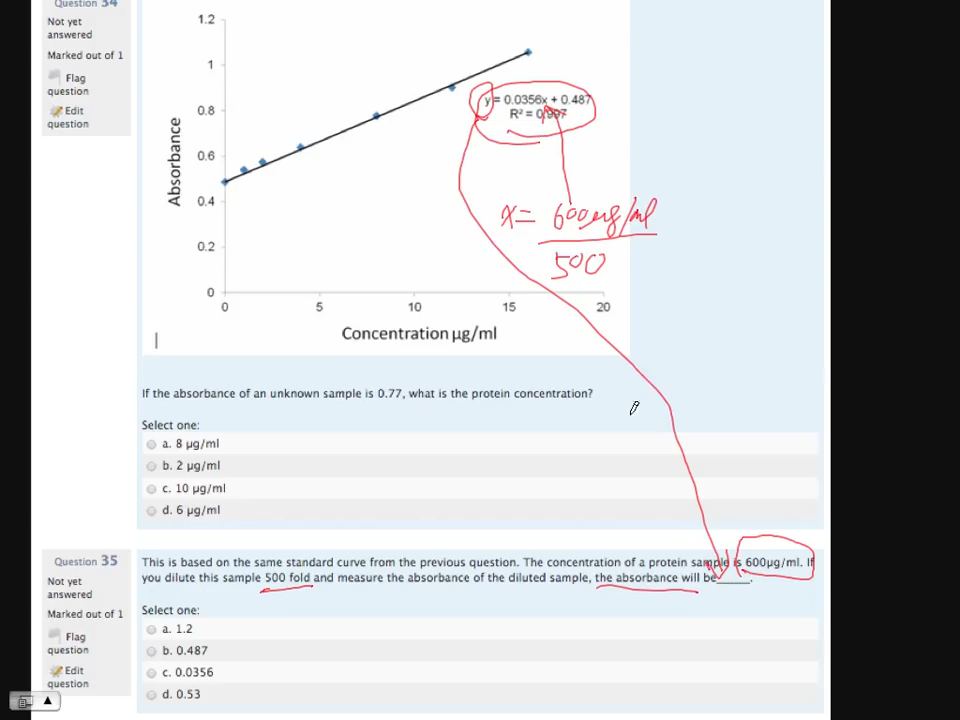 Question 34
Not yet
answered
Marked out of 1
Flag
question
Edit
question
1.2
1
0.8
0.6
0.4
0.2
0
Absorbance
y = 0.0356x + 0.487
R² = 0.997
x = 600µg/ml
500
0 5 10 15 20
Concentration µg/ml
If the absorbance of an unknown sample is 0.77, what is the protein concentration?
Select one:
a. 8 µg/ml
b. 2 µg/ml
c. 10 µg/ml
d. 6 µg/ml
Question 35
Not yet
answered
Marked out of 1
Flag
question
Edit
question
This is based on the same standard curve from the previous question. The concentration of a protein sample is 600µg/ml. If
you dilute this sample 500 fold and measure the absorbance of the diluted sample, the absorbance will be_____.
Select one:
a. 1.2
b. 0.487
c. 0.0356
d. 0.53